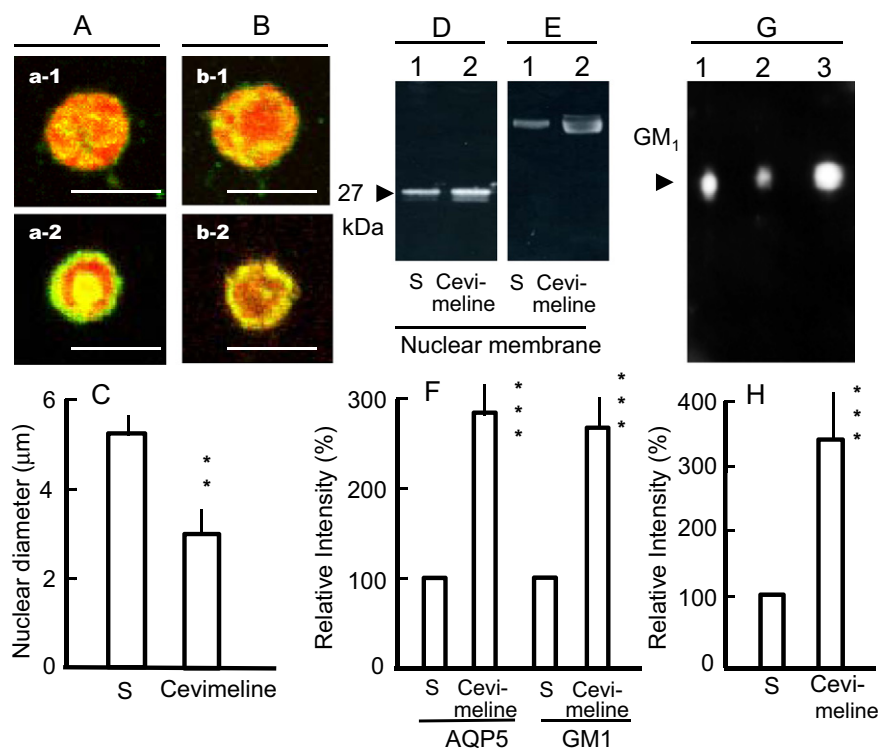 A
B
D
E
G
1 2
1 2
1 2 3
a-1
b-1
a-2
b-2
GM1
27
kDa
S Cevi-
meline
S Cevi-
meline
Nuclear membrane
C
Nuclear diameter (μm)
6
4
2
0
**
S
Cevimeline
F
Relative Intensity (%)
300
200
100
0
***
***
S Cevi-
meline
S Cevi-
meline
AQP5
GM1
H
Relative Intensity (%)
400
350
300
200
100
0
***
S
Cevi-
meline